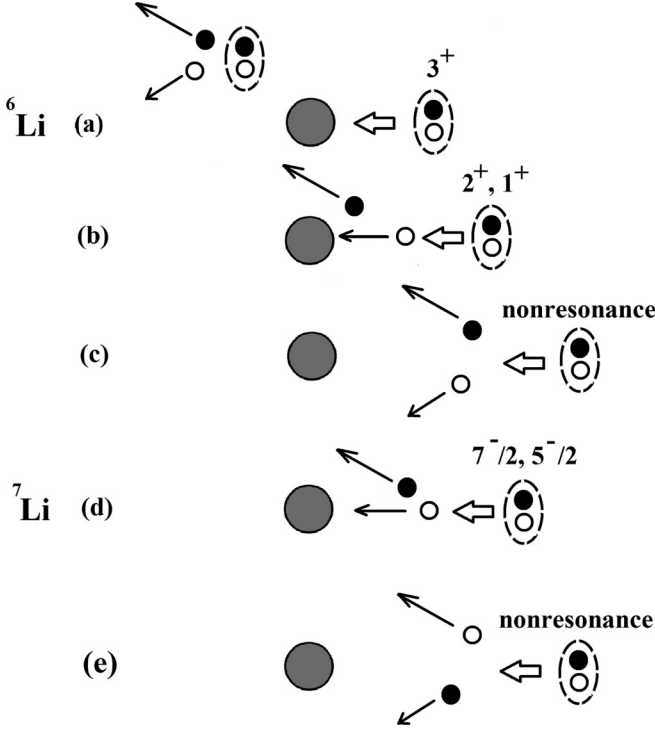 3+
⁶Li (a)
2+, 1+
(b)
nonresonance
(c)
7-/2, 5-/2
⁷Li (d)
nonresonance
(e)